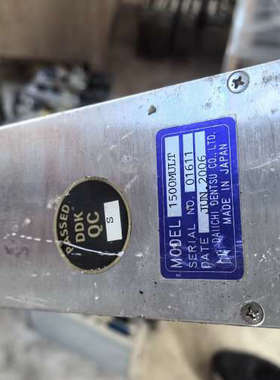 PASSED
DDK
QC
S
MODEL 1500MULT
SERIAL NO. 01611
DATE JUN.2006
DAIICHI DENTSU CO., LTD.
MADE IN JAPAN